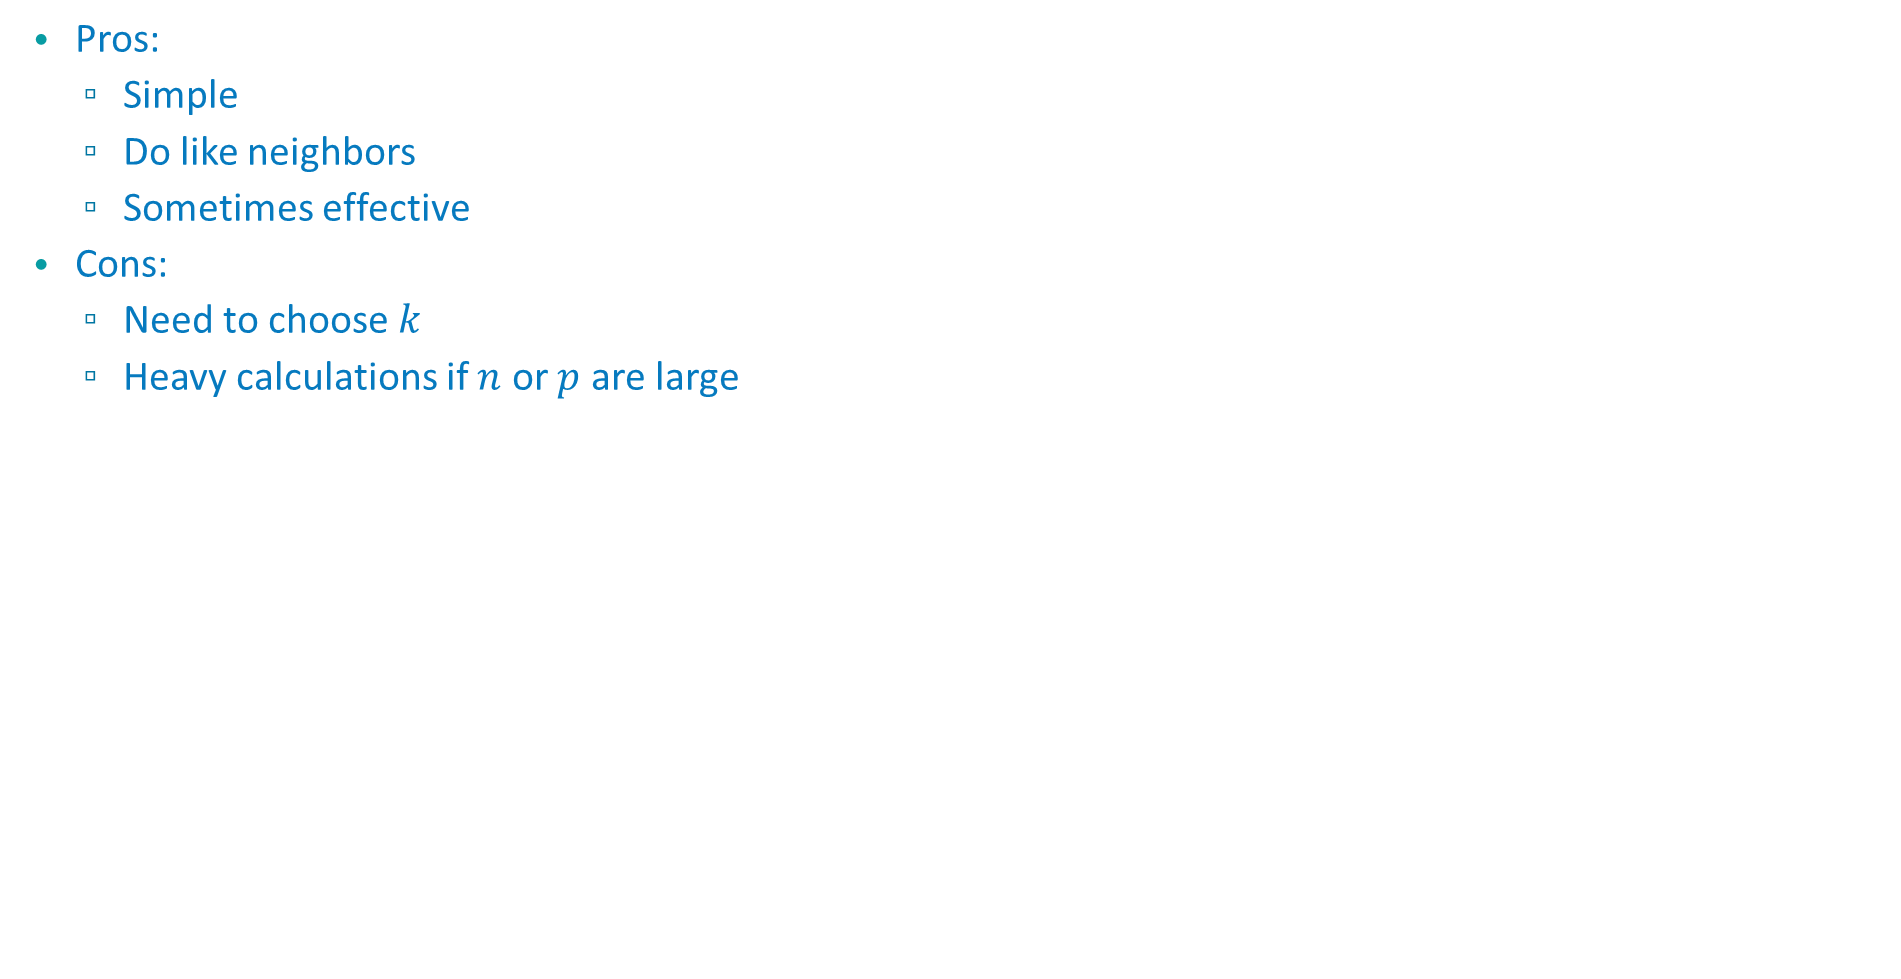 • Pros:
▫ Simple
▫ Do like neighbors
▫ Sometimes effective
• Cons:
▫ Need to choose k
▫ Heavy calculations if n or p are large